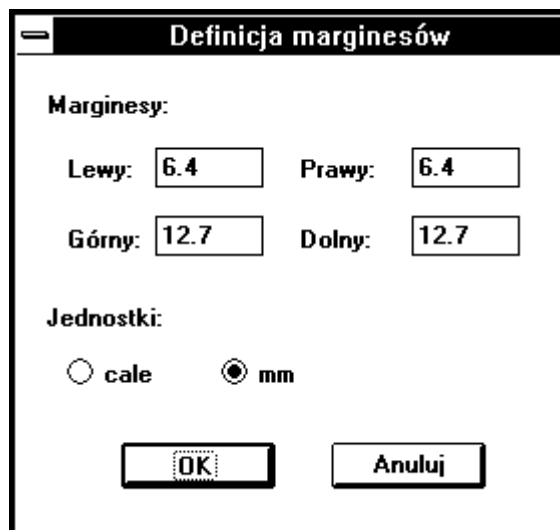 Definicja marginesów
Marginesy:
Lewy: 6.4 Prawy: 6.4
Górny: 12.7 Dolny: 12.7
Jednostki:
cale mm
OK Anuluj